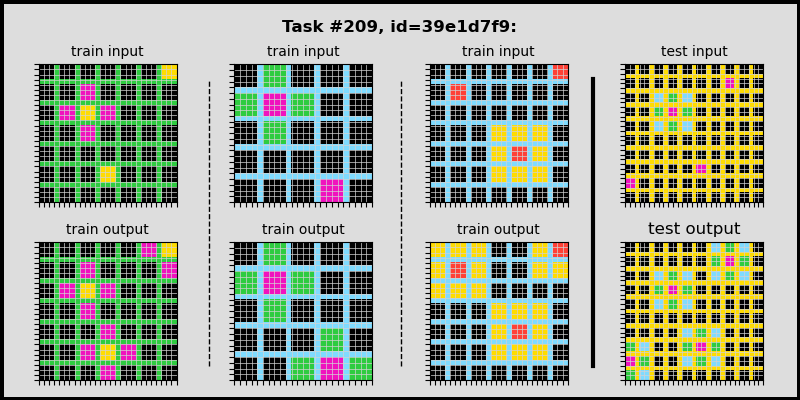 Task #209, id=39e1d7f9:
train input train input train input test input
train output train output train output test output